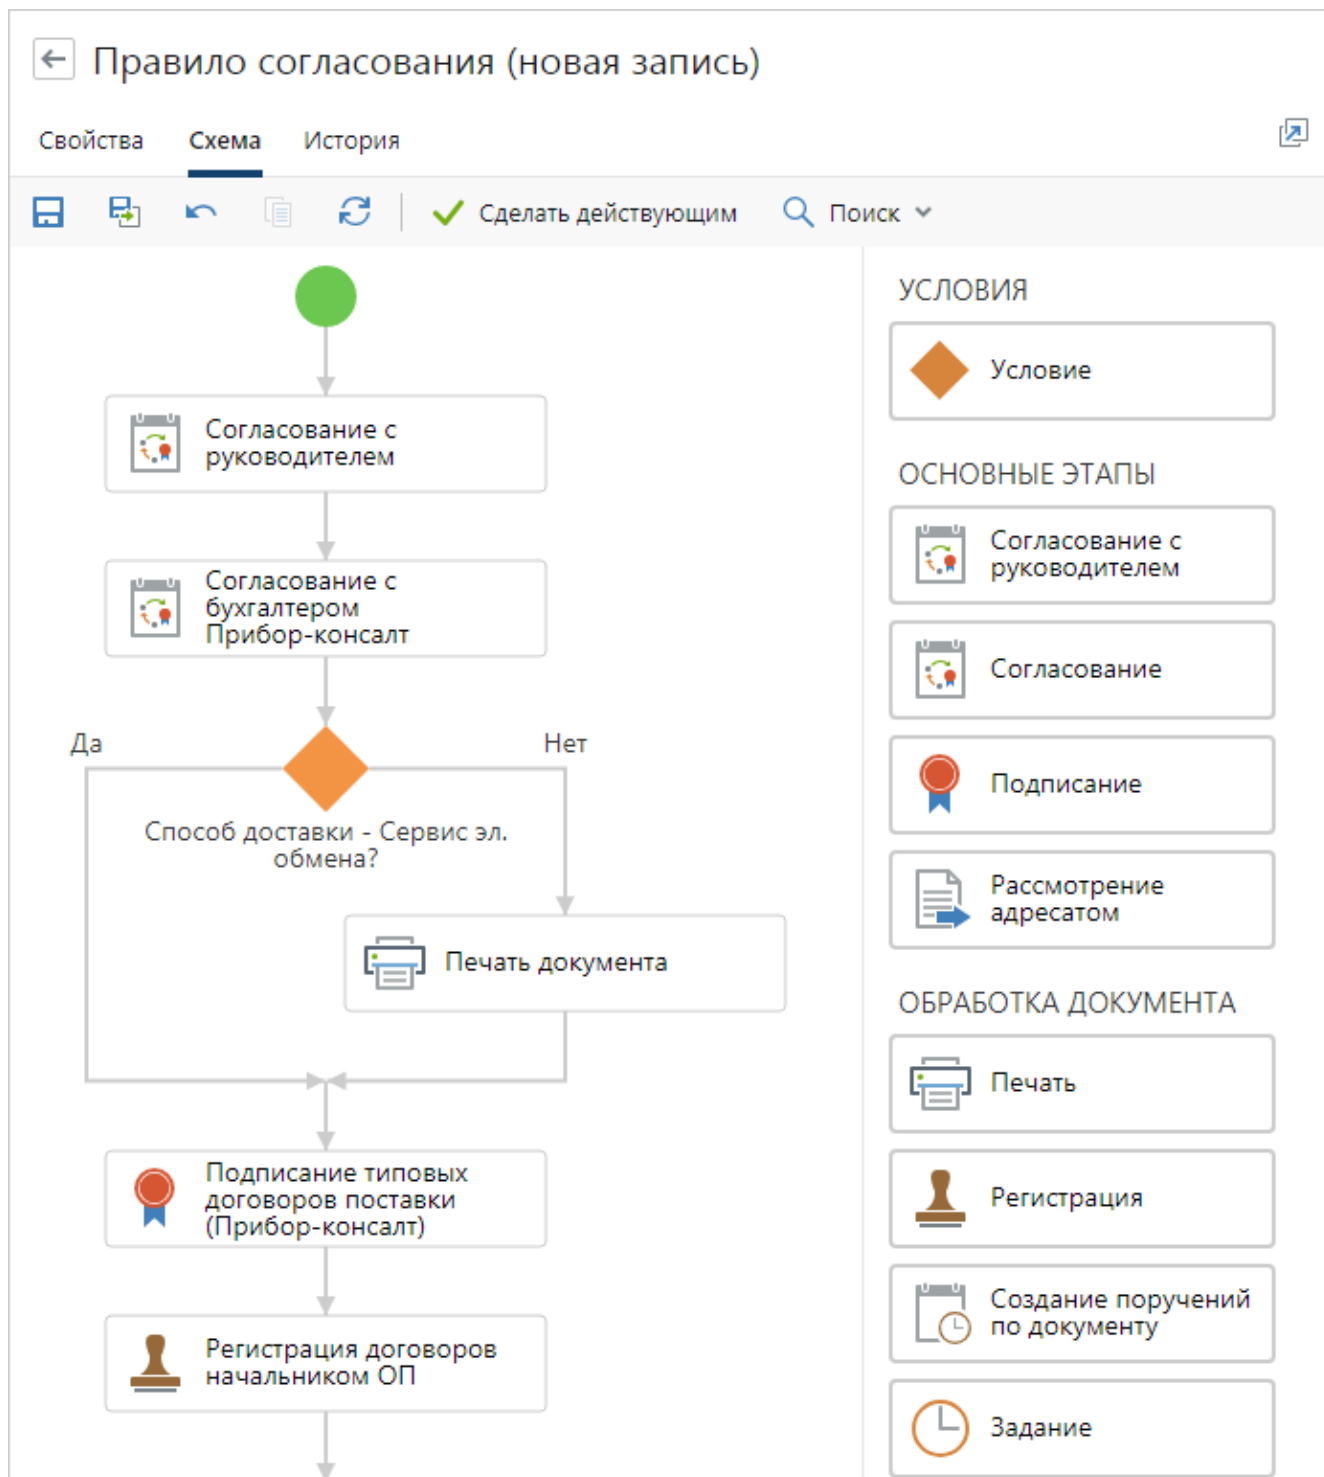 Правило согласования (новая запись)
Свойства
Схема
История
Сделать действующим
Поиск
Согласование с
руководителем
Согласование с
бухгалтером
Прибор-консалт
Да
Нет
Способ доставки - Сервис эл.
обмена?
Печать документа
Подписание типовых
договоров поставки
(Прибор-консалт)
Регистрация договоров
начальником ОП
УСЛОВИЯ
Условие
ОСНОВНЫЕ ЭТАПЫ
Согласование с
руководителем
Согласование
Подписание
Рассмотрение
адресатом
ОБРАБОТКА ДОКУМЕНТА
Печать
Регистрация
Создание поручений
по документу
Задание